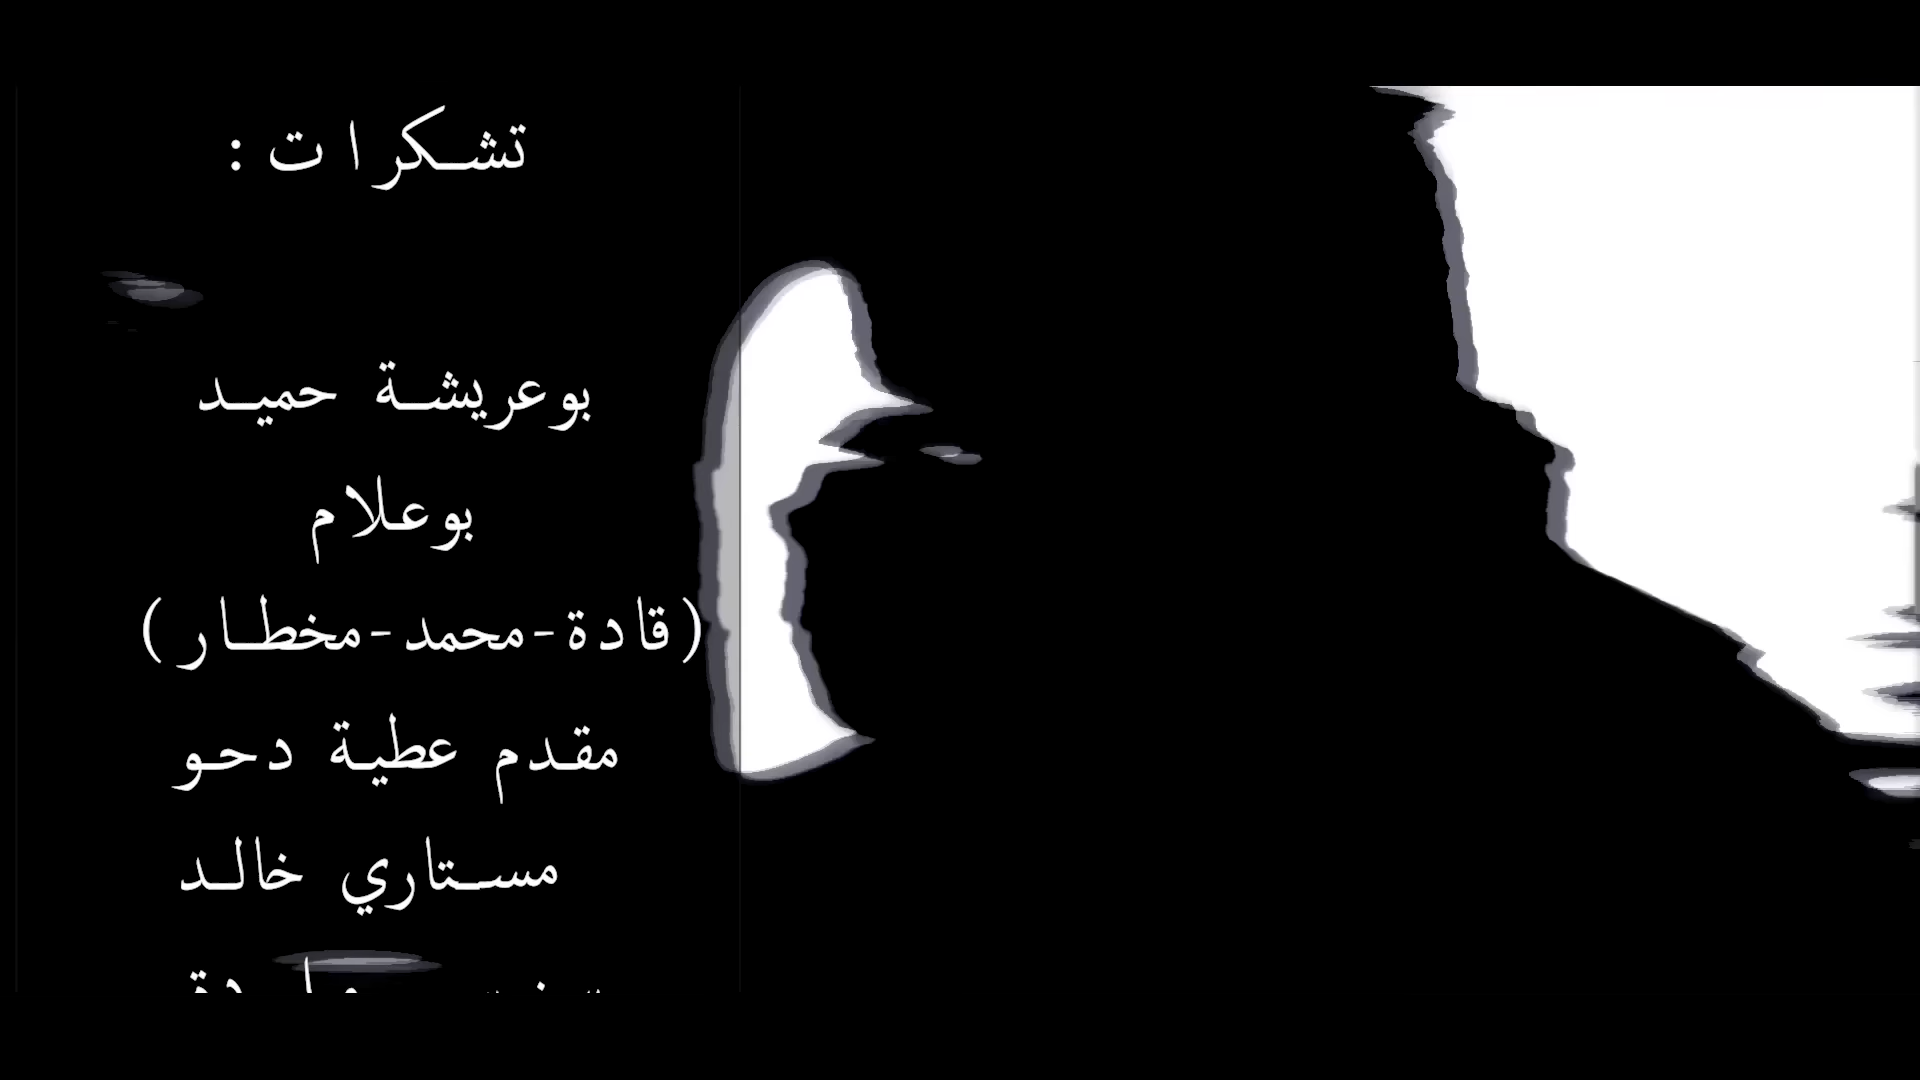 تشكرات :
بوعريشة حميد
بوعلام
(قادة-محمد-مخطار)
مقدم عطية دحو
مستاري خالد